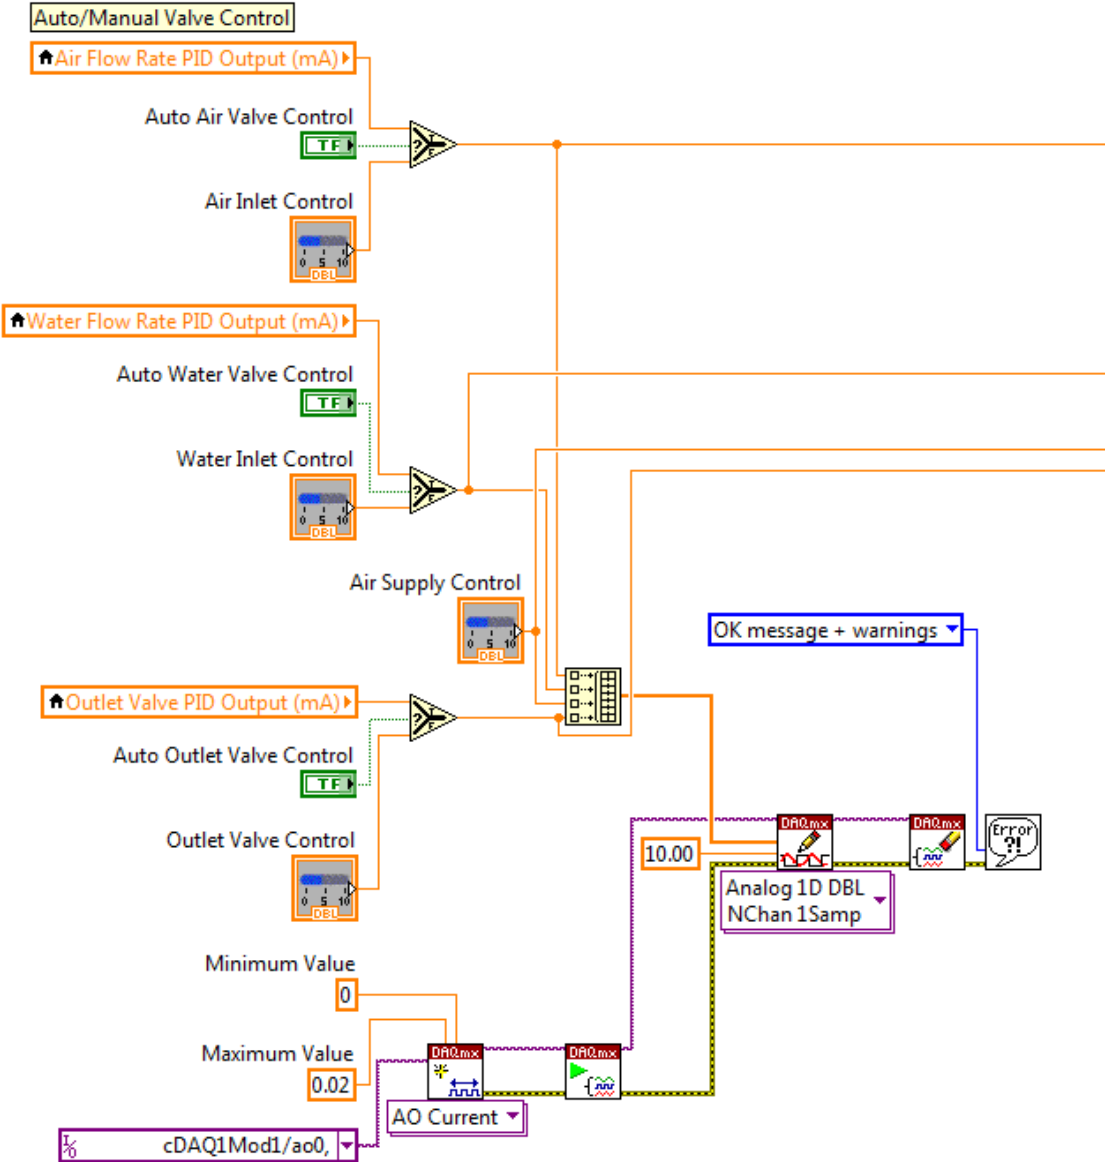 Auto/Manual Valve Control
Air Flow Rate PID Output (mA)
Auto Air Valve Control
TF
? T F
Air Inlet Control
0 5 10
DBL
Water Flow Rate PID Output (mA)
Auto Water Valve Control
TF
Water Inlet Control
? T F
0 5 10
DBL
Air Supply Control
0 5 10
DBL
OK message + warnings
Outlet Valve PID Output (mA)
? T F
Auto Outlet Valve Control
TF
Outlet Valve Control
0 5 10
DBL
DAQmx
DAQmx
Error
?!
10.00
Analog 1D DBL
NChan 1Samp
Minimum Value
0
Maximum Value
0.02
DAQmx
DAQmx
AO Current
I/O
cDAQ1Mod1/ao0,